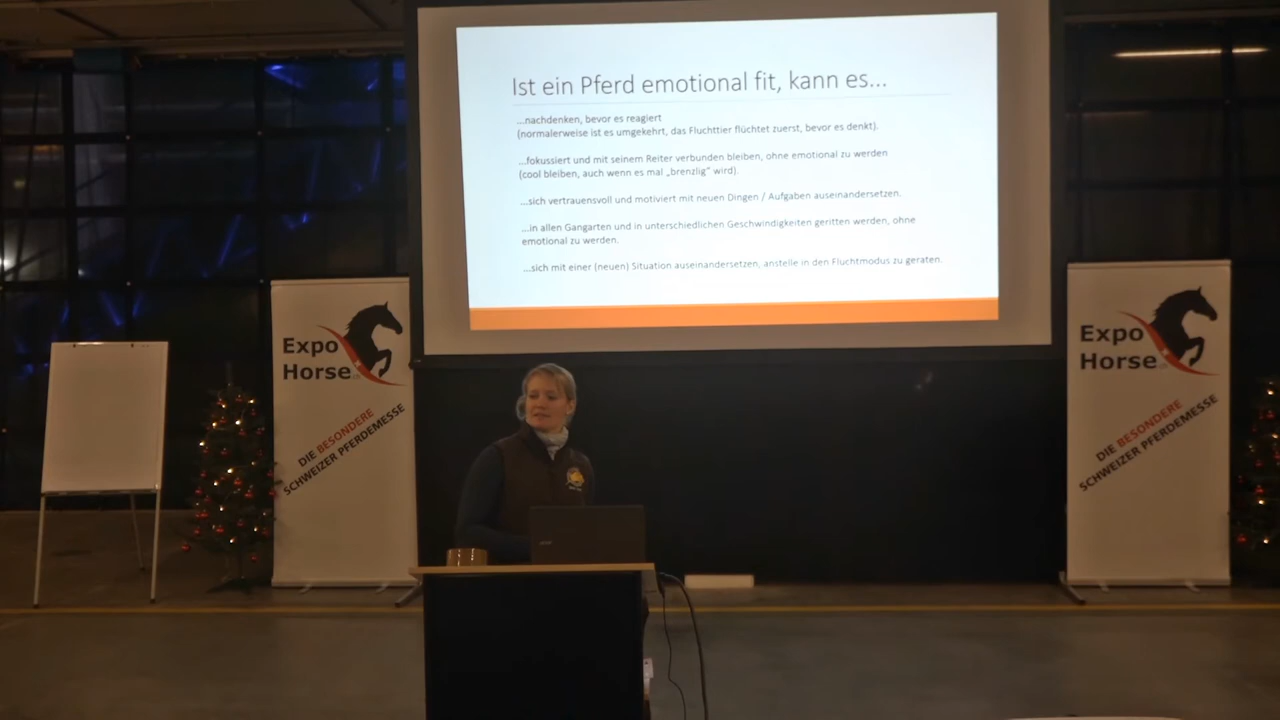 Ist ein Pferd emotional fit, kann es...
...nachdenken, bevor es reagiert
(normalerweise ist es umgekehrt, das Fluchttier flüchtet zuerst, bevor es denkt).
...fokussiert und mit seinem Reiter verbunden bleiben, ohne emotional zu werden
(cool bleiben, auch wenn es mal „brenzlig" wird).
...sich vertrauensvoll und motiviert mit neuen Dingen / Aufgaben auseinandersetzen.
...in allen Gangarten und in unterschiedlichen Geschwindigkeiten geritten werden, ohne
emotional zu werden.
...sich mit einer (neuen) Situation auseinandersetzen, anstelle in den Fluchtmodus zu geraten.
Expo
Horse
DIE BESONDERE
SCHWEIZER PFERDEMESSE
Expo
Horse
DIE BESONDERE
SCHWEIZER PFERDEMESSE